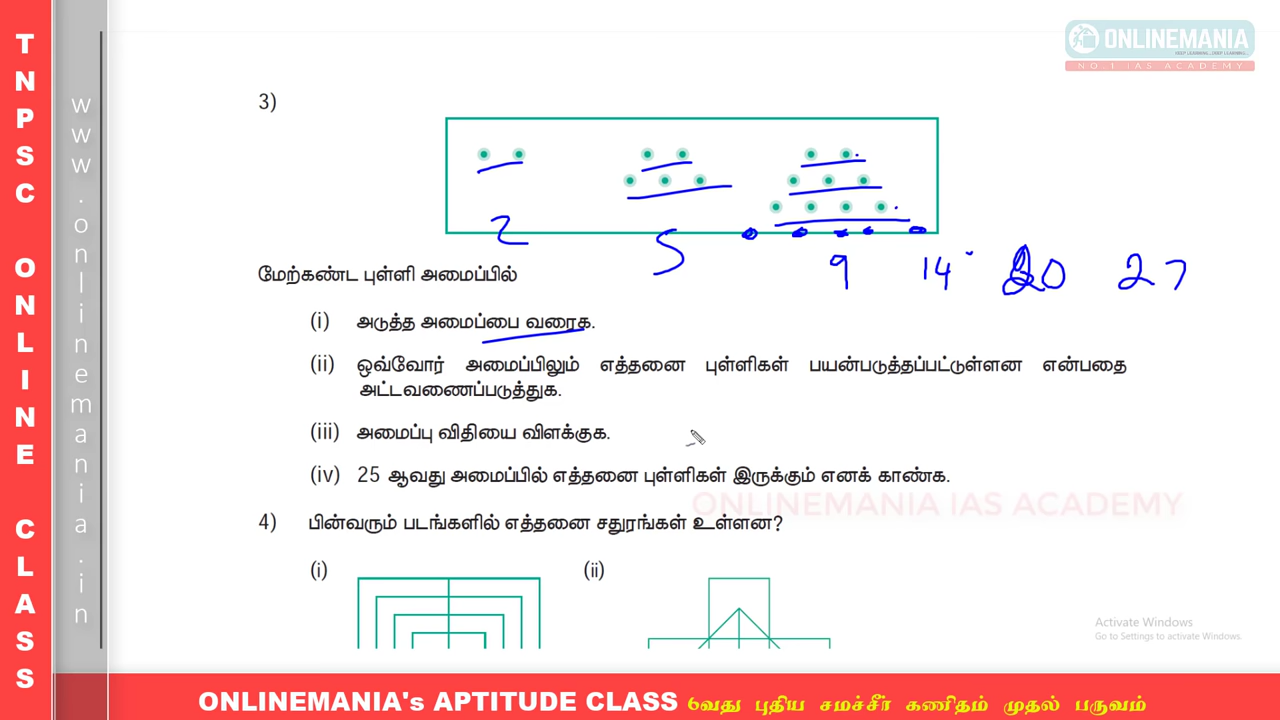 TNPSC ONLINE CLASS
www.onlinemania.in
ONLINEMANIA
KEEP LEARNING...KEEP GROWING...
NO.1 IAS ACADEMY
3)
2 5 9 14 20 27
மேற்கண்ட புள்ளி அமைப்பில்
(i) அடுத்த அமைப்பை வரைக.
(ii) ஒவ்வோர் அமைப்பிலும் எத்தனை புள்ளிகள் பயன்படுத்தப்பட்டுள்ளன என்பதை
அட்டவணைப்படுத்துக.
(iii) அமைப்பு விதியை விளக்குக.
(iv) 25 ஆவது அமைப்பில் எத்தனை புள்ளிகள் இருக்கும் எனக் காண்க.
ONLINEMANIA IAS ACADEMY
4) பின்வரும் படங்களில் எத்தனை சதுரங்கள் உள்ளன?
(i) (ii)
Activate Windows
Go to Settings to activate Windows.
ONLINEMANIA's APTITUDE CLASS 6வது புதிய சமச்சீர் கணிதம் முதல் பருவம்